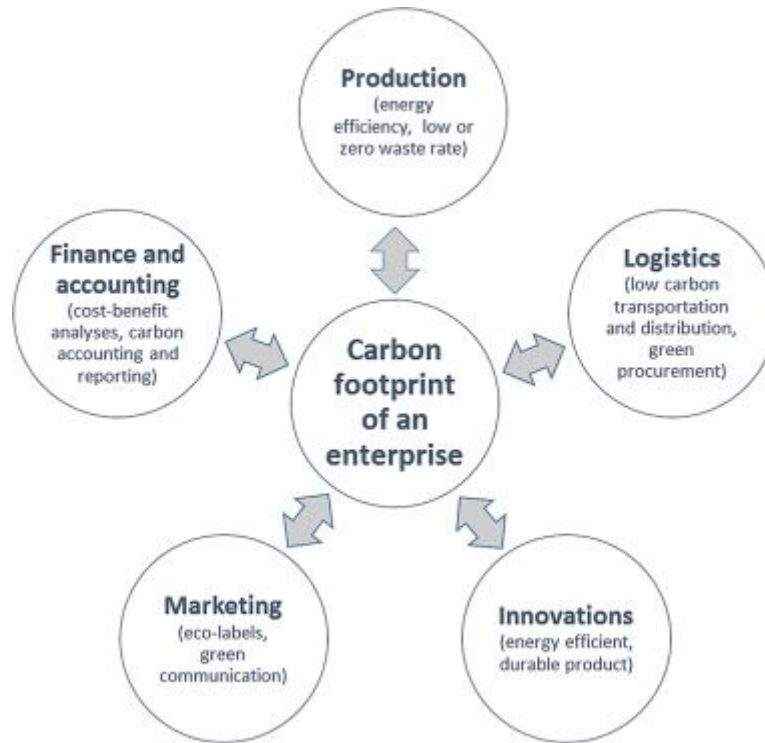 Production
(energy
efficiency, low or
zero waste rate)
Finance and
accounting
(cost-benefit
analyses, carbon
accounting and
reporting)
Logistics
(low carbon
transportation
and distribution,
green
procurement)
Carbon
footprint
of an
enterprise
Marketing
(eco-labels,
green
communication)
Innovations
(energy efficient,
durable product)